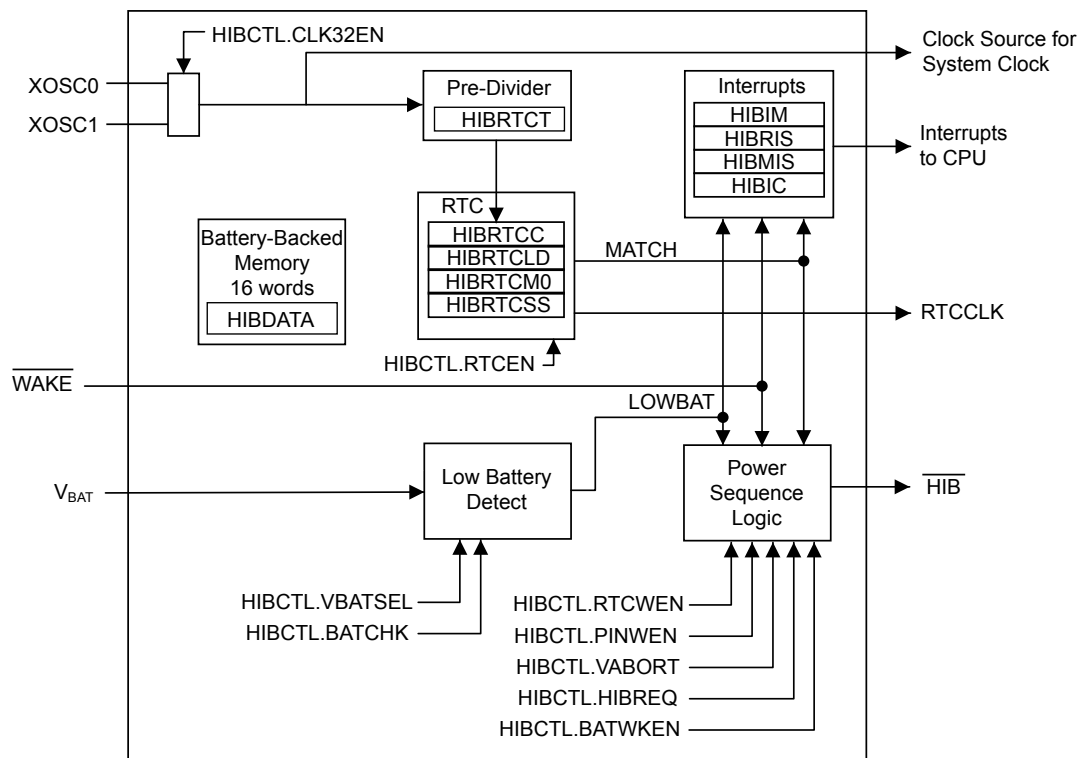 HIBCTL.CLK32EN
XOSC0
XOSC1
Clock Source for
System Clock
Pre-Divider
HIBRTCT
Interrupts
HIBIM
HIBRIS
HIBMIS
HIBIC
Interrupts
to CPU
RTC
HIBRTCC
HIBRTCLD
HIBRTCM0
HIBRTCSS
MATCH
Battery-Backed
Memory
16 words
HIBDATA
RTCCLK
HIBCTL.RTCEN
WAKE
LOWBAT
VBAT
Low Battery
Detect
Power
Sequence
Logic
HIB
HIBCTL.VBATSEL
HIBCTL.BATCHK
HIBCTL.RTCWEN
HIBCTL.PINWEN
HIBCTL.VABORT
HIBCTL.HIBREQ
HIBCTL.BATWKEN